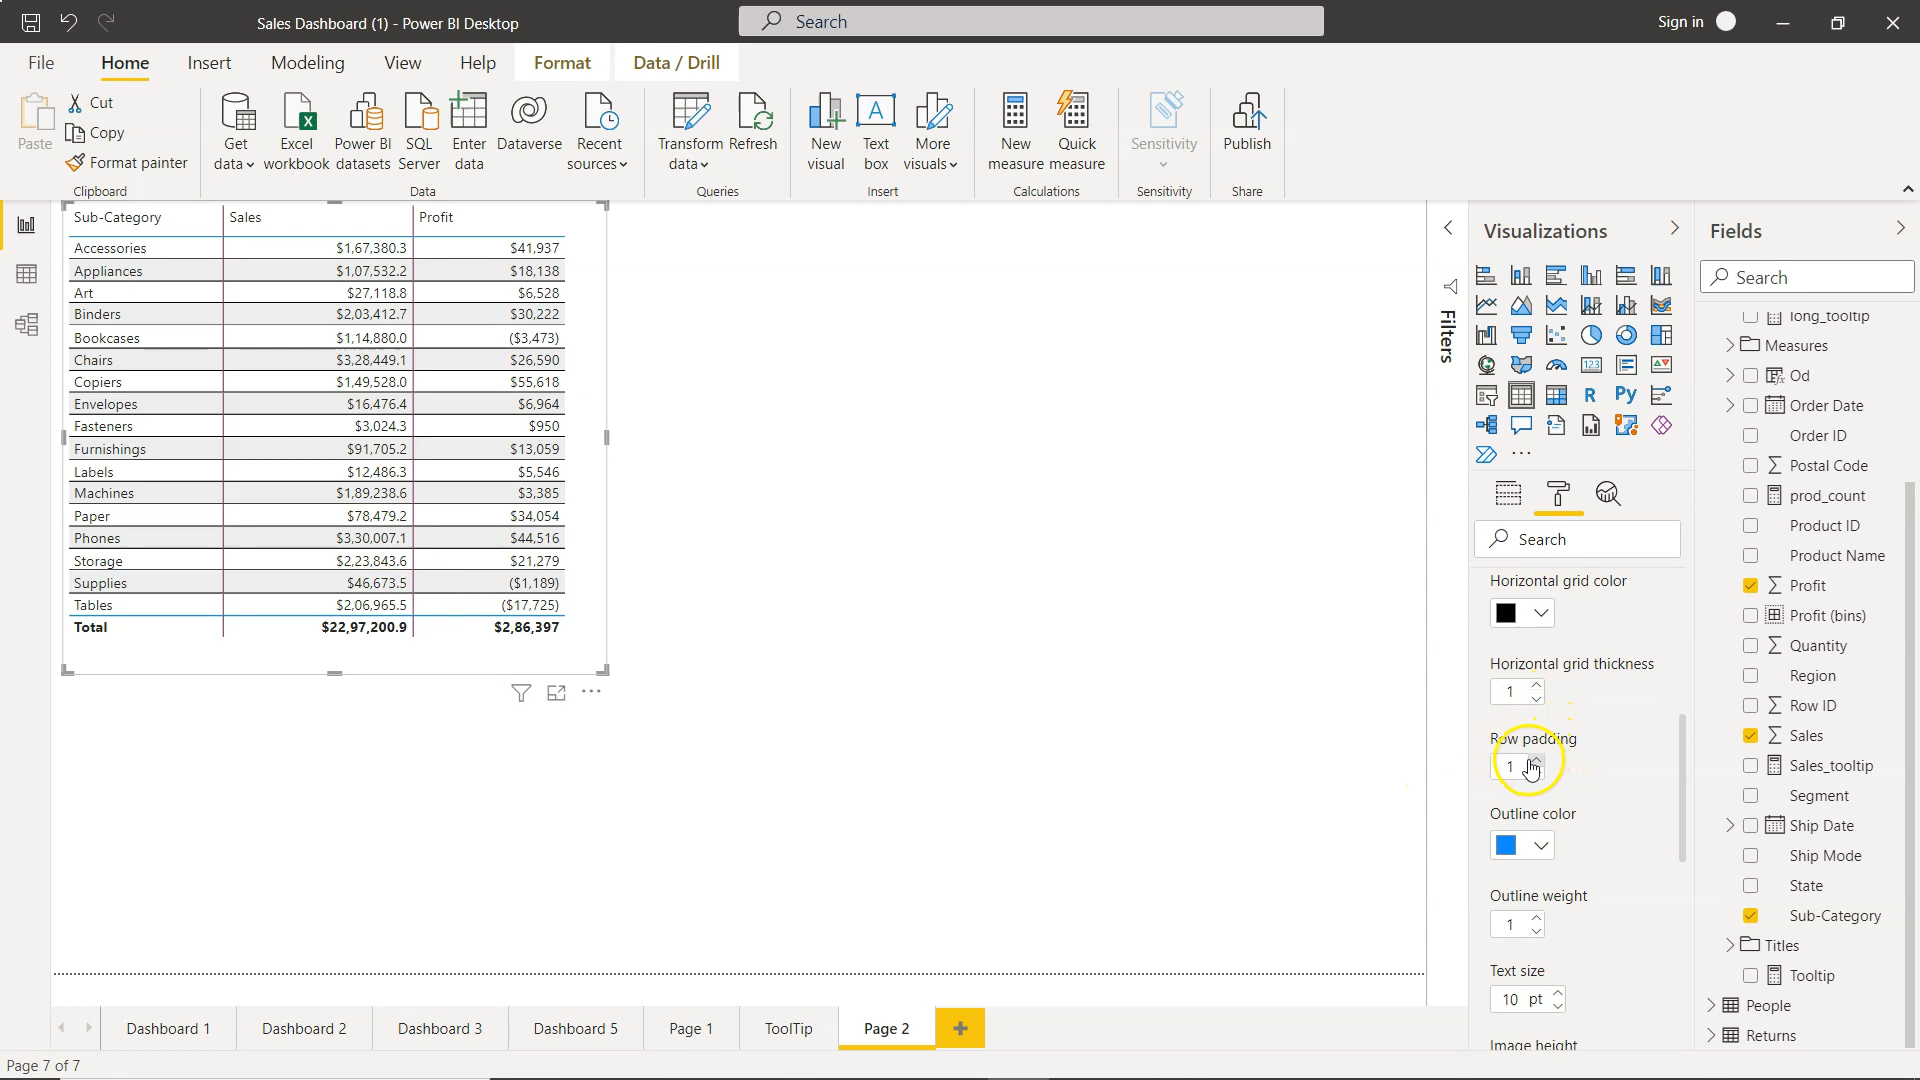 Sales Dashboard (1) - Power BI Desktop
Search
Sign in
File
Home
Insert
Modeling
View
Help
Format
Data / Drill
Paste
Cut
Copy
Format painter
Clipboard
Get data
Excel workbook
Power BI datasets
SQL Server
Enter data
Dataverse
Recent sources
Data
Transform data
Refresh
Queries
New visual
Text box
More visuals
Insert
New measure
Quick measure
Calculations
Sensitivity
Sensitivity
Publish
Share
Sub-Category Sales Profit
Accessories $1,67,380.3 $41,937
Appliances $1,07,532.2 $18,138
Art $27,118.8 $6,528
Binders $2,03,412.7 $30,222
Bookcases $1,14,880.0 ($3,473)
Chairs $3,28,449.1 $26,590
Copiers $1,49,528.0 $55,618
Envelopes $16,476.4 $6,964
Fasteners $3,024.3 $950
Furnishings $91,705.2 $13,059
Labels $12,486.3 $5,546
Machines $1,89,238.6 $3,385
Paper $78,479.2 $34,054
Phones $3,30,007.1 $44,516
Storage $2,23,843.6 $21,279
Supplies $46,673.5 ($1,189)
Tables $2,06,965.5 ($17,725)
Total $22,97,200.9 $2,86,397
Filters
Visualizations
123
R
Py
Search
Horizontal grid color
Horizontal grid thickness
1
Row padding
1
Outline color
Outline weight
1
Text size
10 pt
Image height
Fields
Search
long_tooltip
Measures
Od
Order Date
Order ID
Postal Code
prod_count
Product ID
Product Name
Profit
Profit (bins)
Quantity
Region
Row ID
Sales
Sales_tooltip
Segment
Ship Date
Ship Mode
State
Sub-Category
Titles
Tooltip
People
Returns
Dashboard 1
Dashboard 2
Dashboard 3
Dashboard 5
Page 1
ToolTip
Page 2
Page 7 of 7